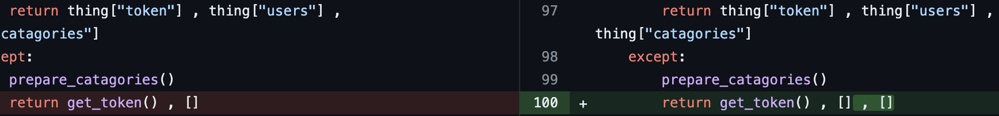 return thing["token"] , thing["users"] ,
catagories"]
ept:
prepare_catagories()
return get_token() , []
97 return thing["token"] , thing["users"] ,
thing["catagories"]
98 except:
99 prepare_catagories()
100 + return get_token() , [] , []